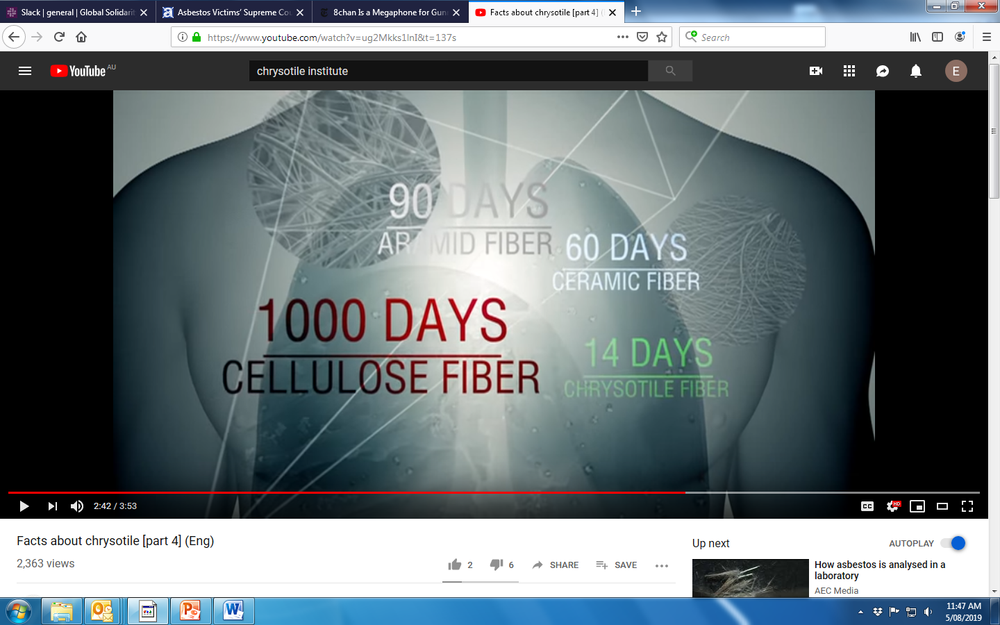 Slack | general | Global Solidarit
Asbestos Victims' Supreme Cou
8chan Is a Megaphone for Gun
Facts about chrysotile [part 4] (
https://www.youtube.com/watch?v=ug2Mkks1lnI&t=137s
Search
YouTube AU
chrysotile institute
E
90 DAYS
ARAMID FIBER
60 DAYS
CERAMIC FIBER
1000 DAYS
CELLULOSE FIBER
14 DAYS
CHRYSOTILE FIBER
2:42 / 3:53
CC
HD
Facts about chrysotile [part 4] (Eng)
2,363 views
2
6
SHARE
SAVE
Up next
AUTOPLAY
How asbestos is analysed in a
laboratory
AEC Media
11:47 AM
5/08/2019